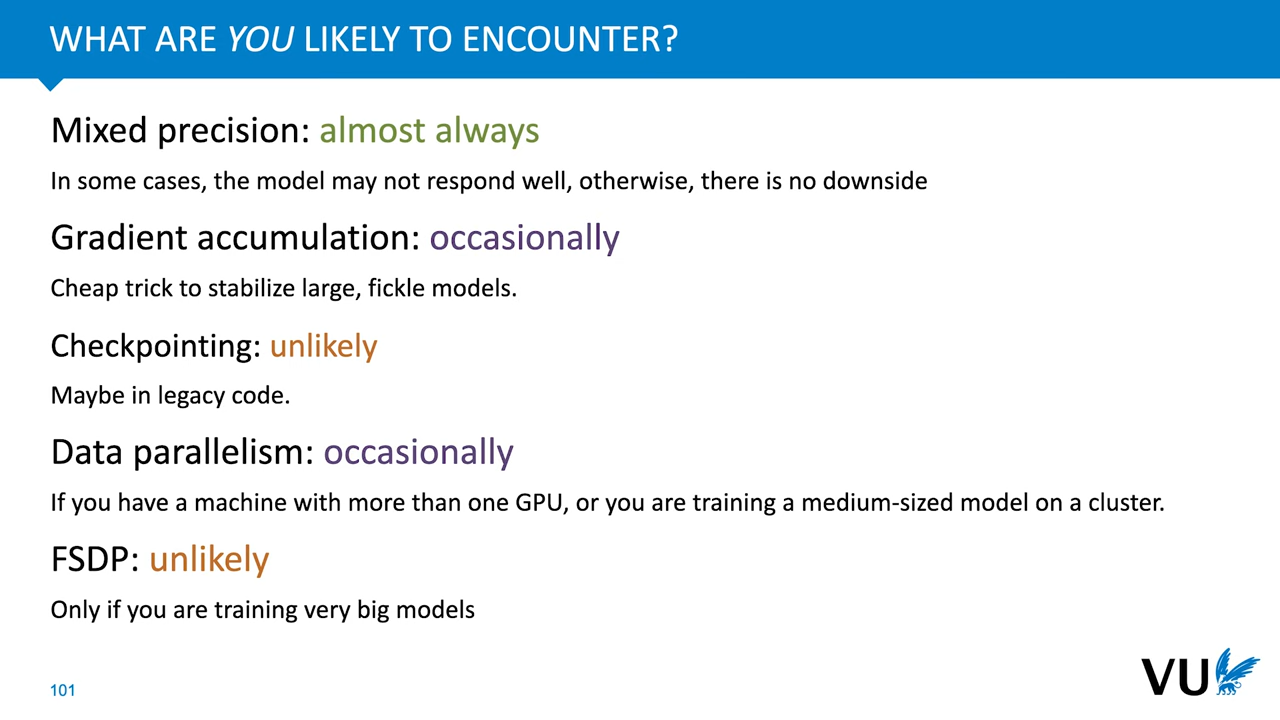 WHAT ARE YOU LIKELY TO ENCOUNTER?
Mixed precision: almost always
In some cases, the model may not respond well, otherwise, there is no downside
Gradient accumulation: occasionally
Cheap trick to stabilize large, fickle models.
Checkpointing: unlikely
Maybe in legacy code.
Data parallelism: occasionally
If you have a machine with more than one GPU, or you are training a medium-sized model on a cluster.
FSDP: unlikely
Only if you are training very big models
101
VU